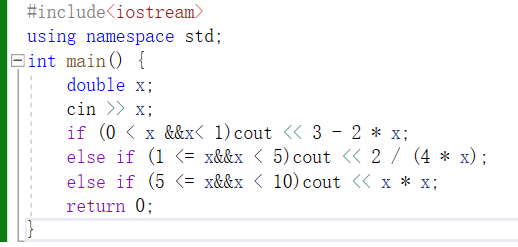 #include<iostream>
using namespace std;
int main() {
double x;
cin >> x;
if (0 < x &&x< 1)cout << 3 - 2 * x;
else if (1 <= x&&x < 5)cout << 2 / (4 * x);
else if (5 <= x&&x < 10)cout << x * x;
return 0;
}